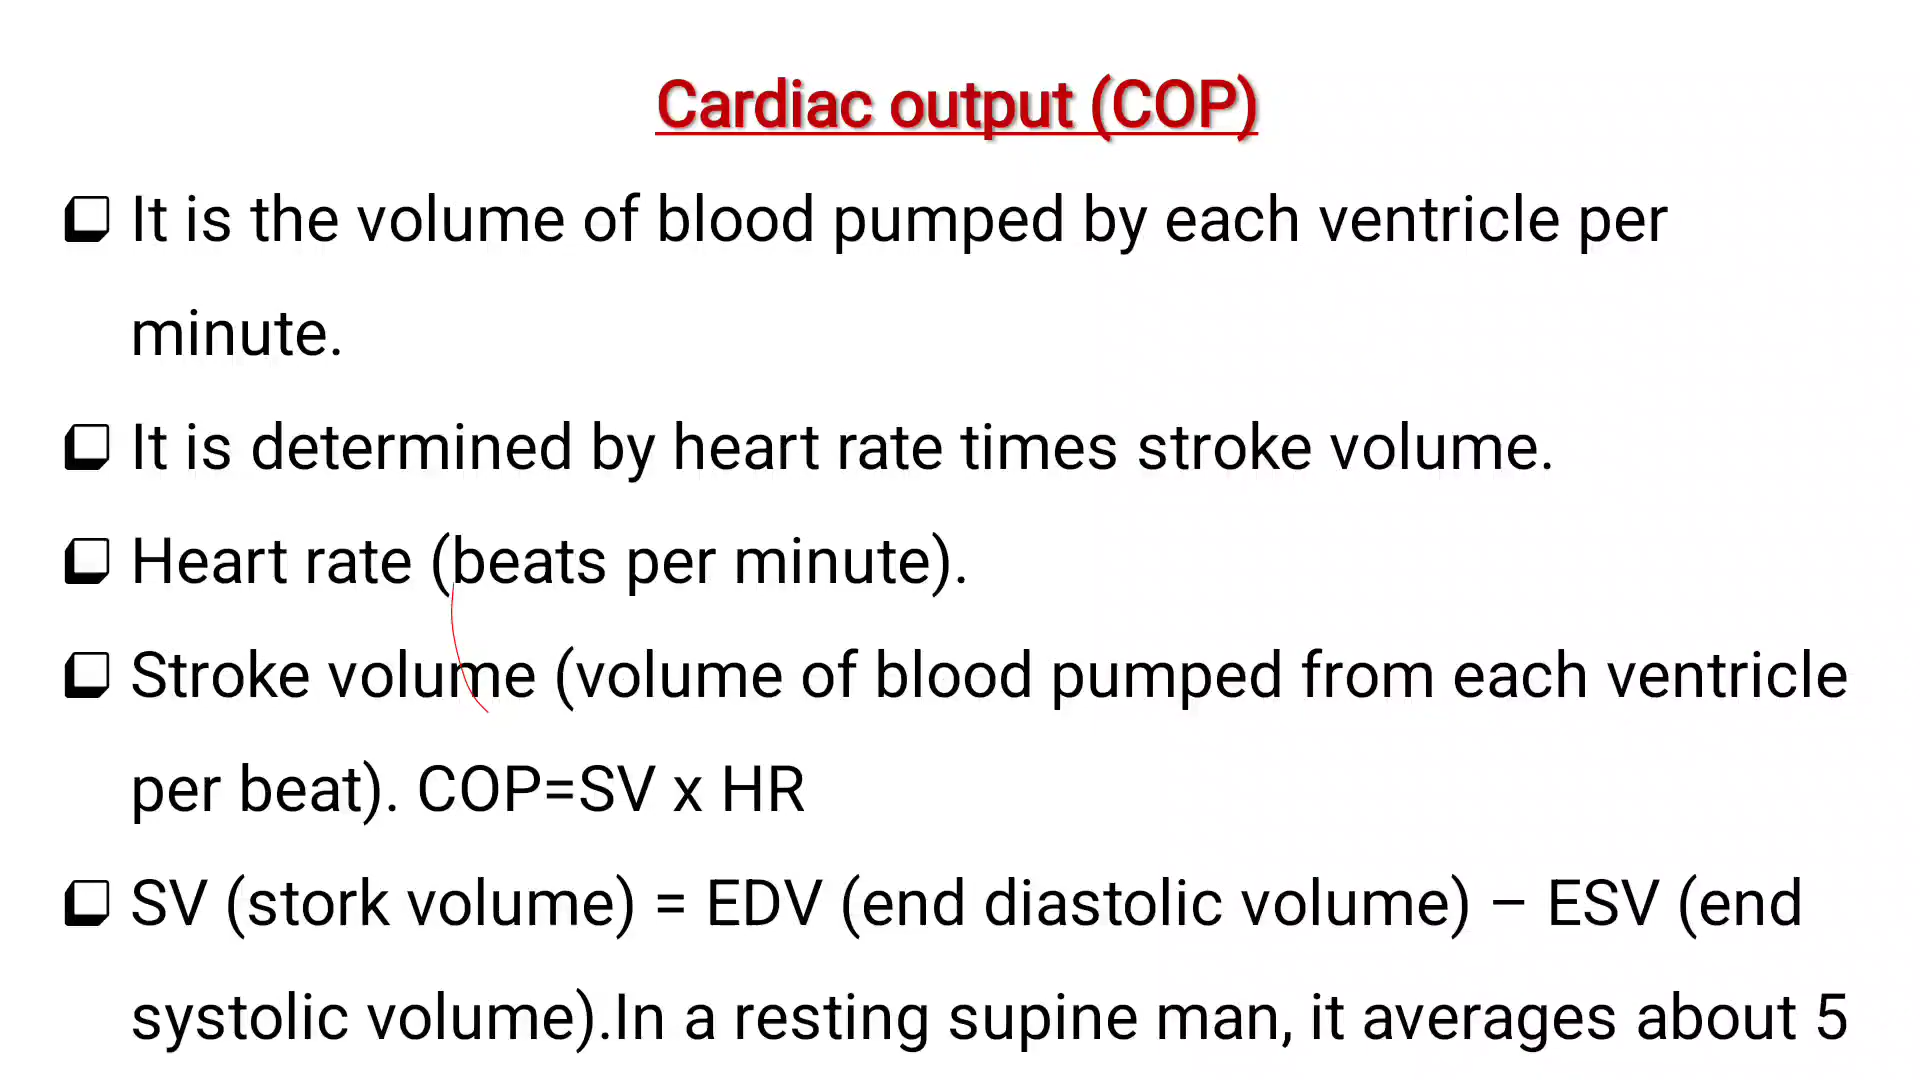 Cardiac output (COP)
It is the volume of blood pumped by each ventricle per
minute.
It is determined by heart rate times stroke volume.
Heart rate (beats per minute).
Stroke volume (volume of blood pumped from each ventricle
per beat). COP=SV x HR
SV (stork volume) = EDV (end diastolic volume) – ESV (end
systolic volume).In a resting supine man, it averages about 5